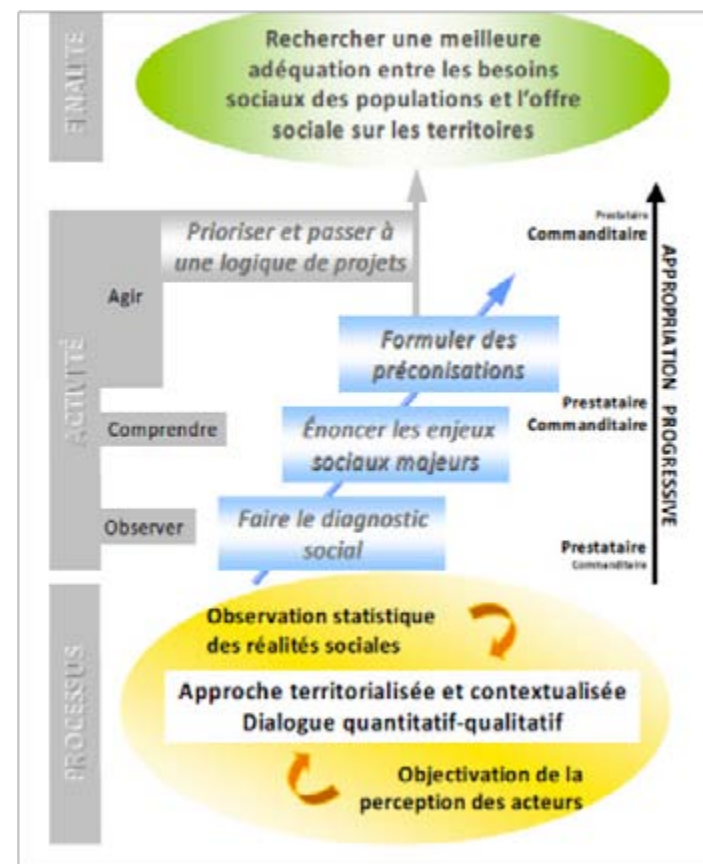 FINALITÉ
Rechercher une meilleure
adéquation entre les besoins
sociaux des populations et l'offre
sociale sur les territoires
ACTIVITÉ
Prioriser et passer à
une logique de projets
Agir
Formuler des
préconisations
Comprendre
Énoncer les enjeux
sociaux majeurs
Observer
Faire le diagnostic
social
Prestataire
Commanditaire
Prestataire
Commanditaire
Prestataire
Commanditaire
APPROPRIATION PROGRESSIVE
PROCESSUS
Observation statistique
des réalités sociales
Approche territorialisée et contextualisée
Dialogue quantitatif-qualitatif
Objectivation de la
perception des acteurs